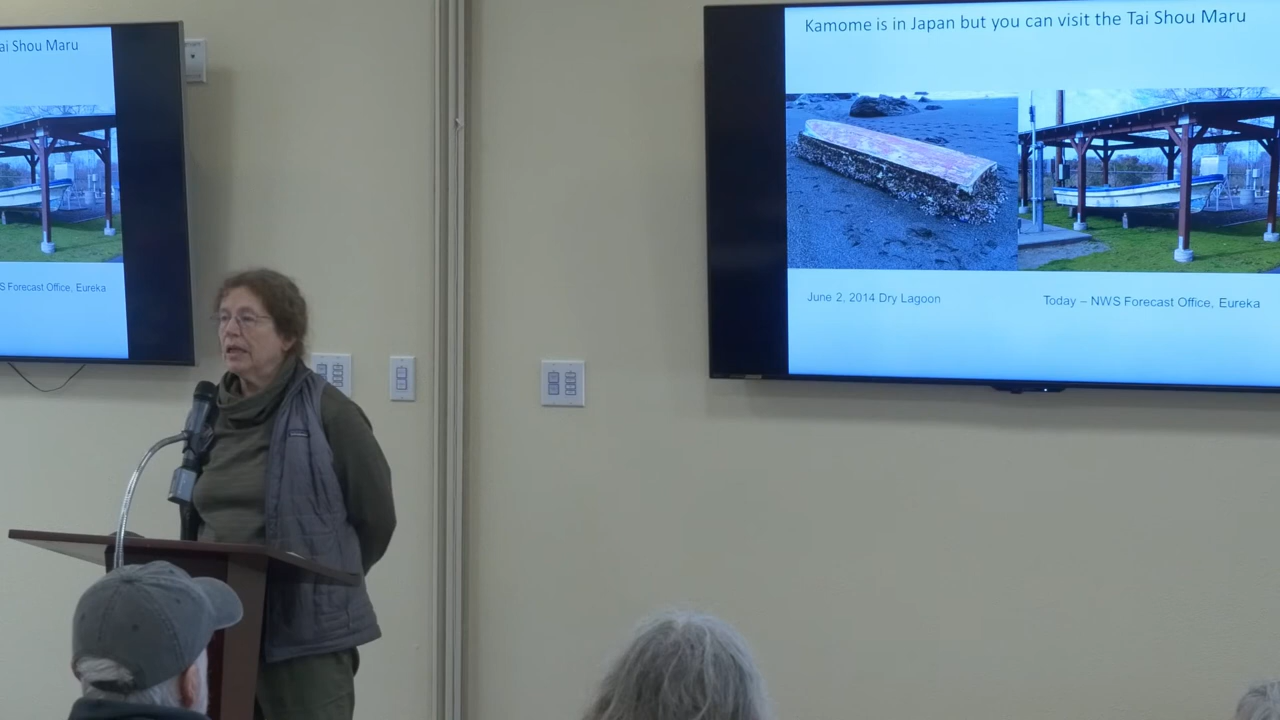 ai Shou Maru
S Forecast Office, Eureka
Kamome is in Japan but you can visit the Tai Shou Maru
June 2, 2014 Dry Lagoon
Today – NWS Forecast Office, Eureka